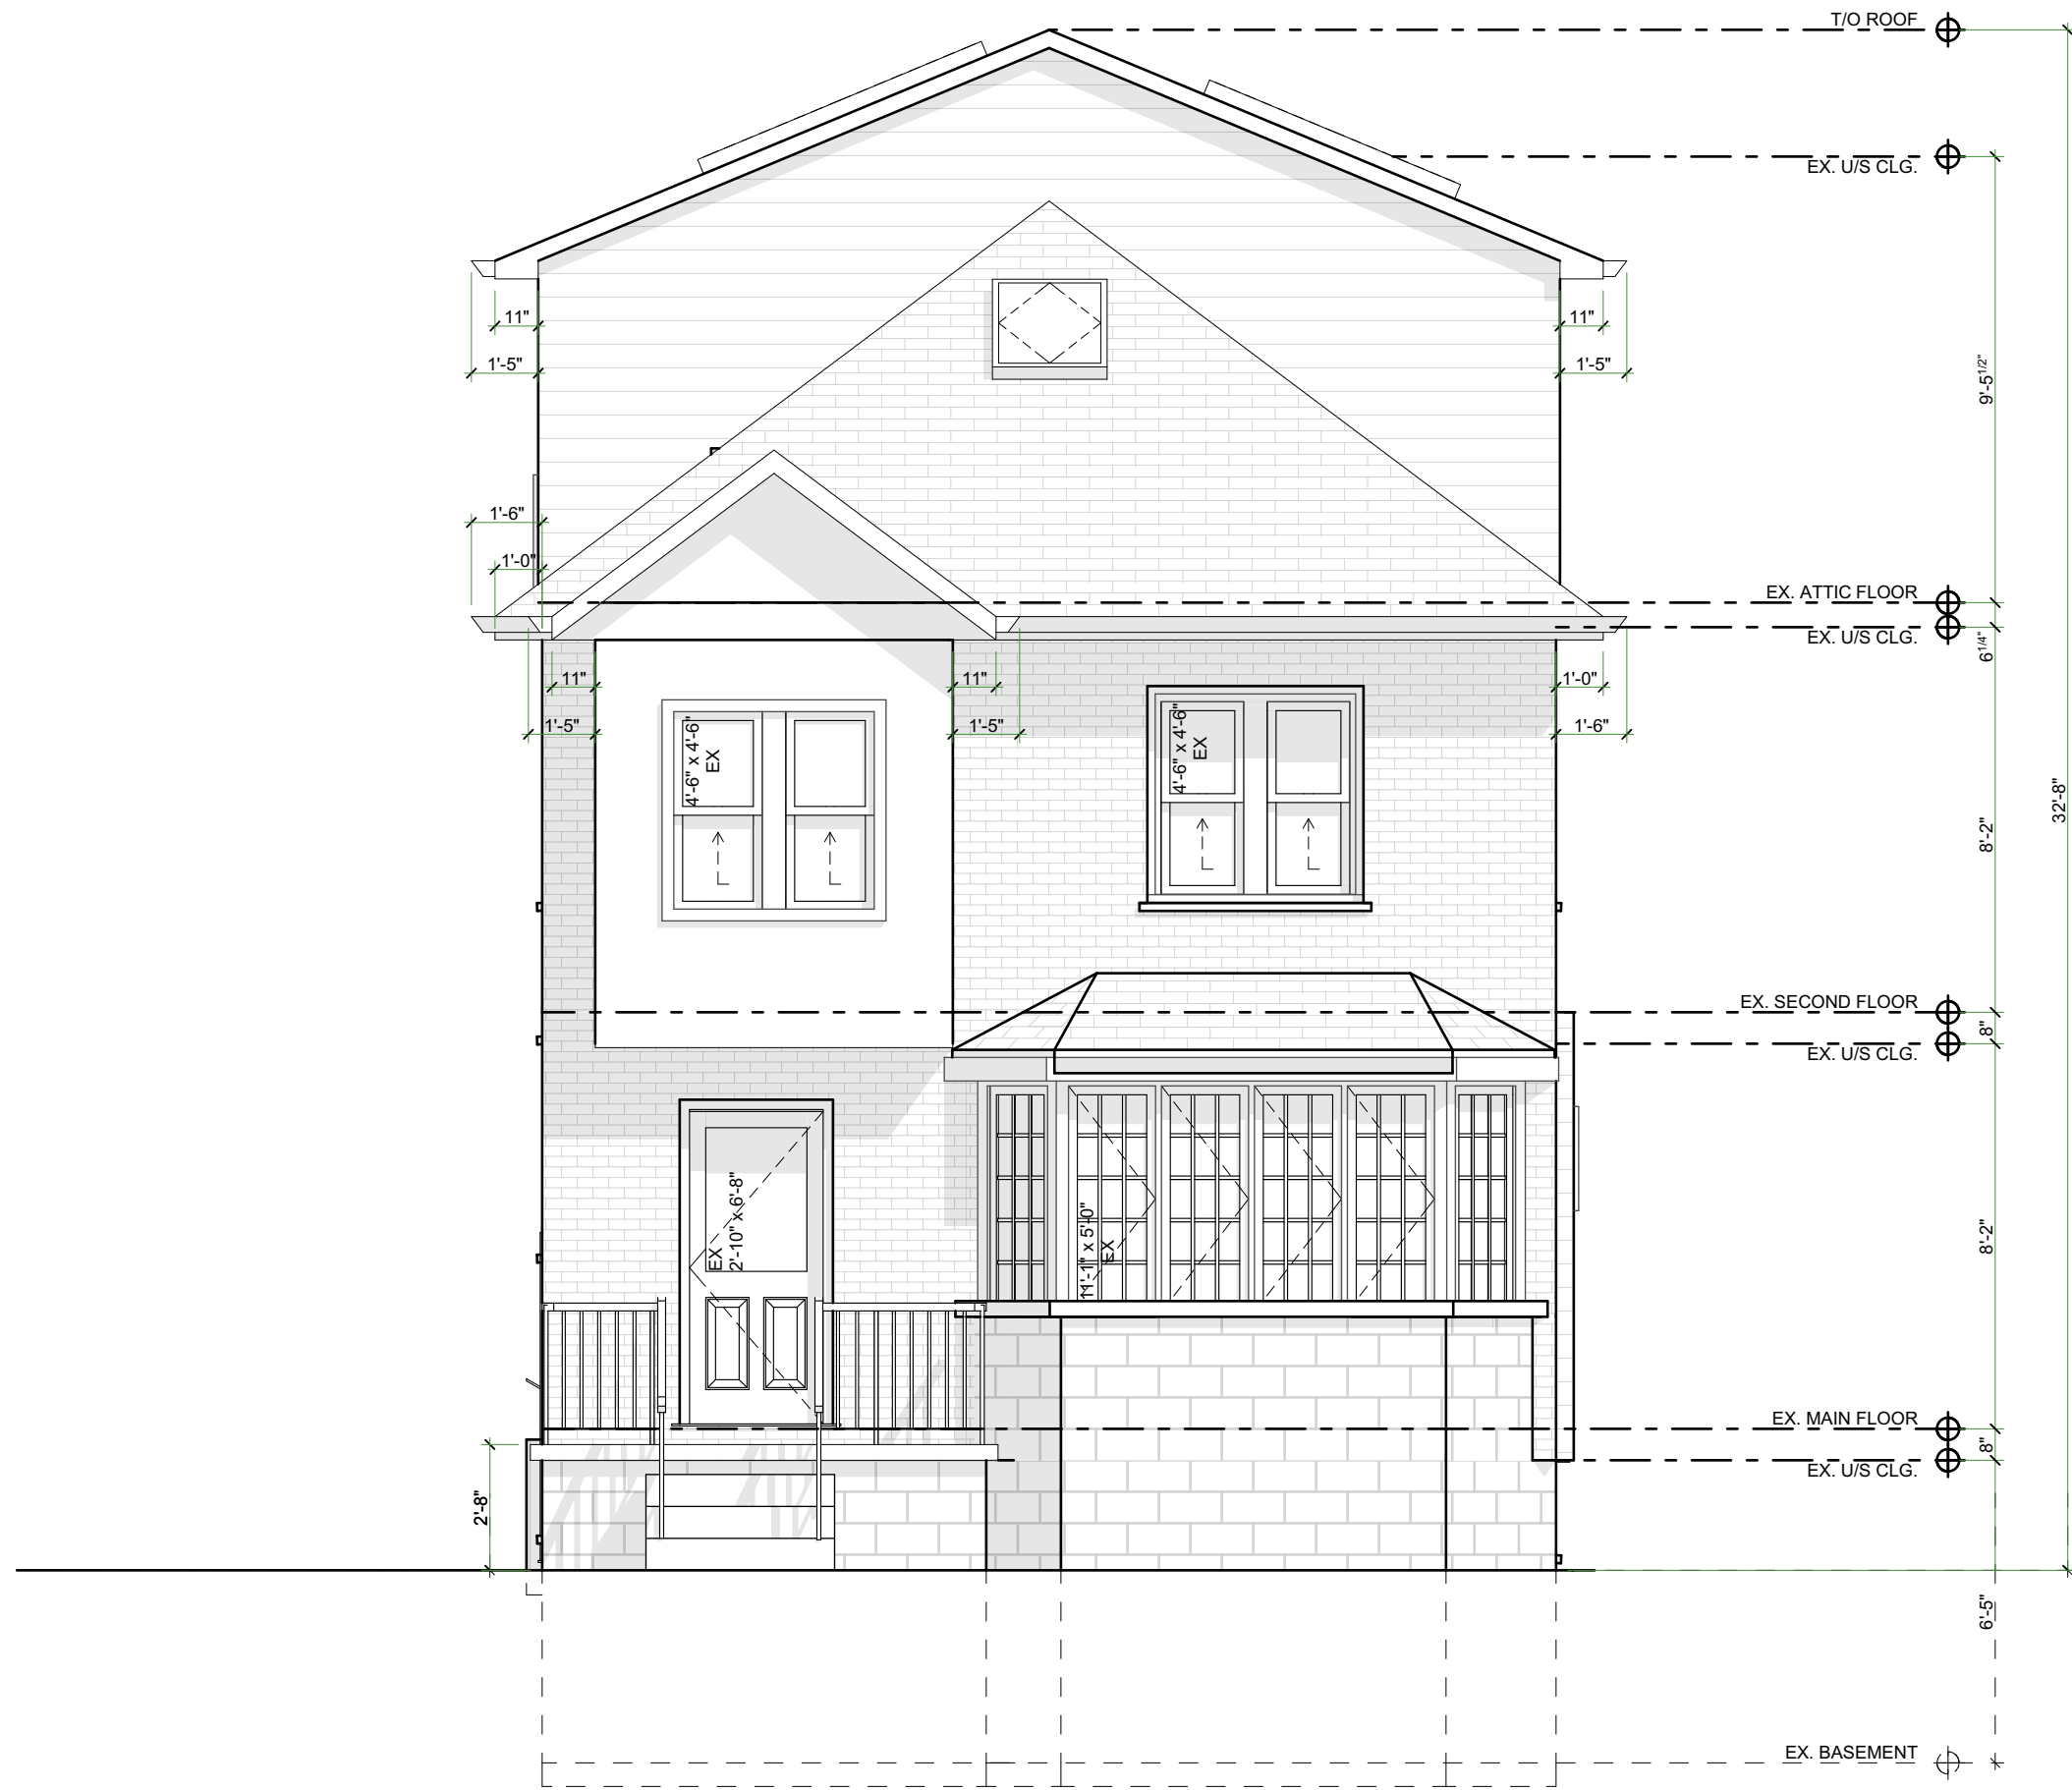 T/O ROOF
EX. U/S CLG.
11"
11"
1'-5"
1'-5"
9'-5 1/2"
1'-6"
1'-0"
EX. ATTIC FLOOR
EX. U/S CLG.
6 1/4"
11"
11"
1'-0"
1'-5"
1'-5"
1'-6"
4'-6" x 4'-6"
EX
4'-6" x 4'-6"
EX
32'-8"
8'-2"
EX. SECOND FLOOR
8"
EX. U/S CLG.
EX
2'-10" x 6'-8"
11'-1" x 5'-0"
EX
8'-2"
EX. MAIN FLOOR
8"
EX. U/S CLG.
2'-8"
6'-5"
EX. BASEMENT